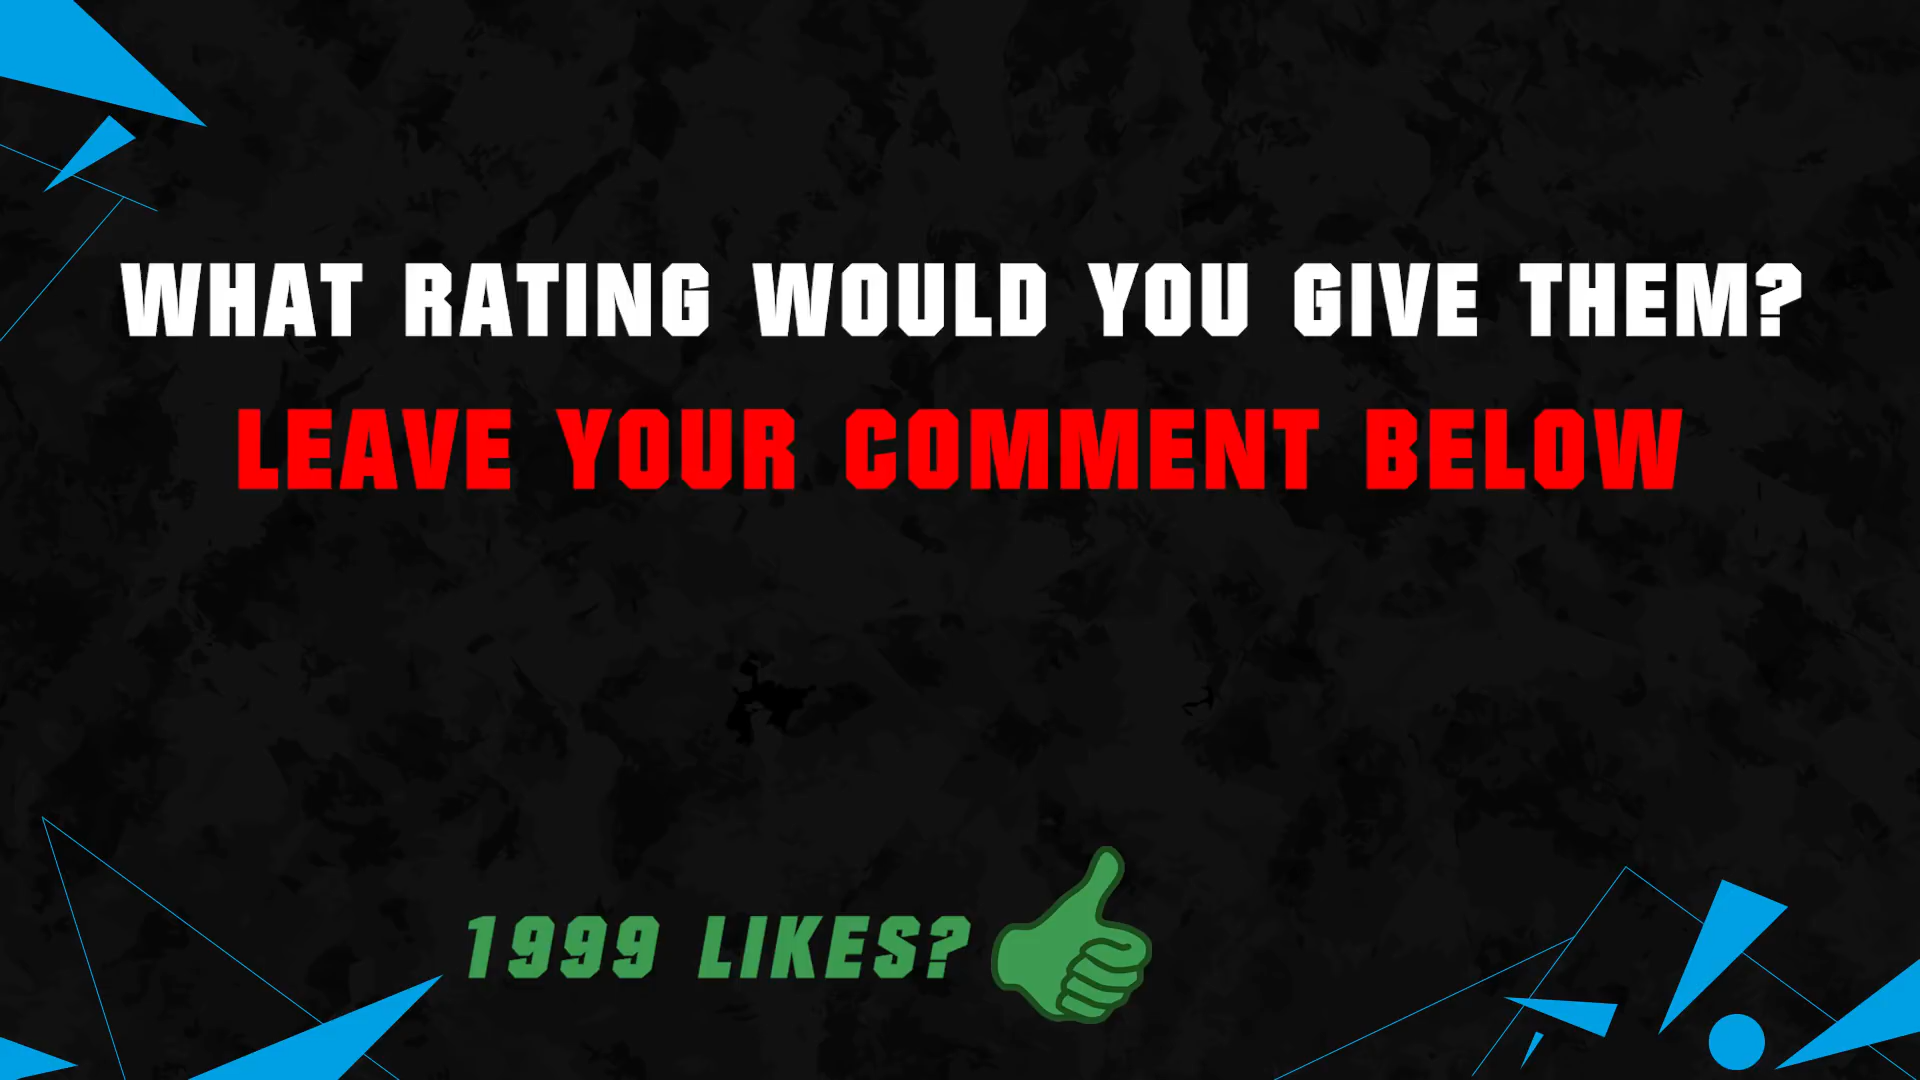 WHAT RATING WOULD YOU GIVE THEM?
LEAVE YOUR COMMENT BELOW
1999 LIKES?